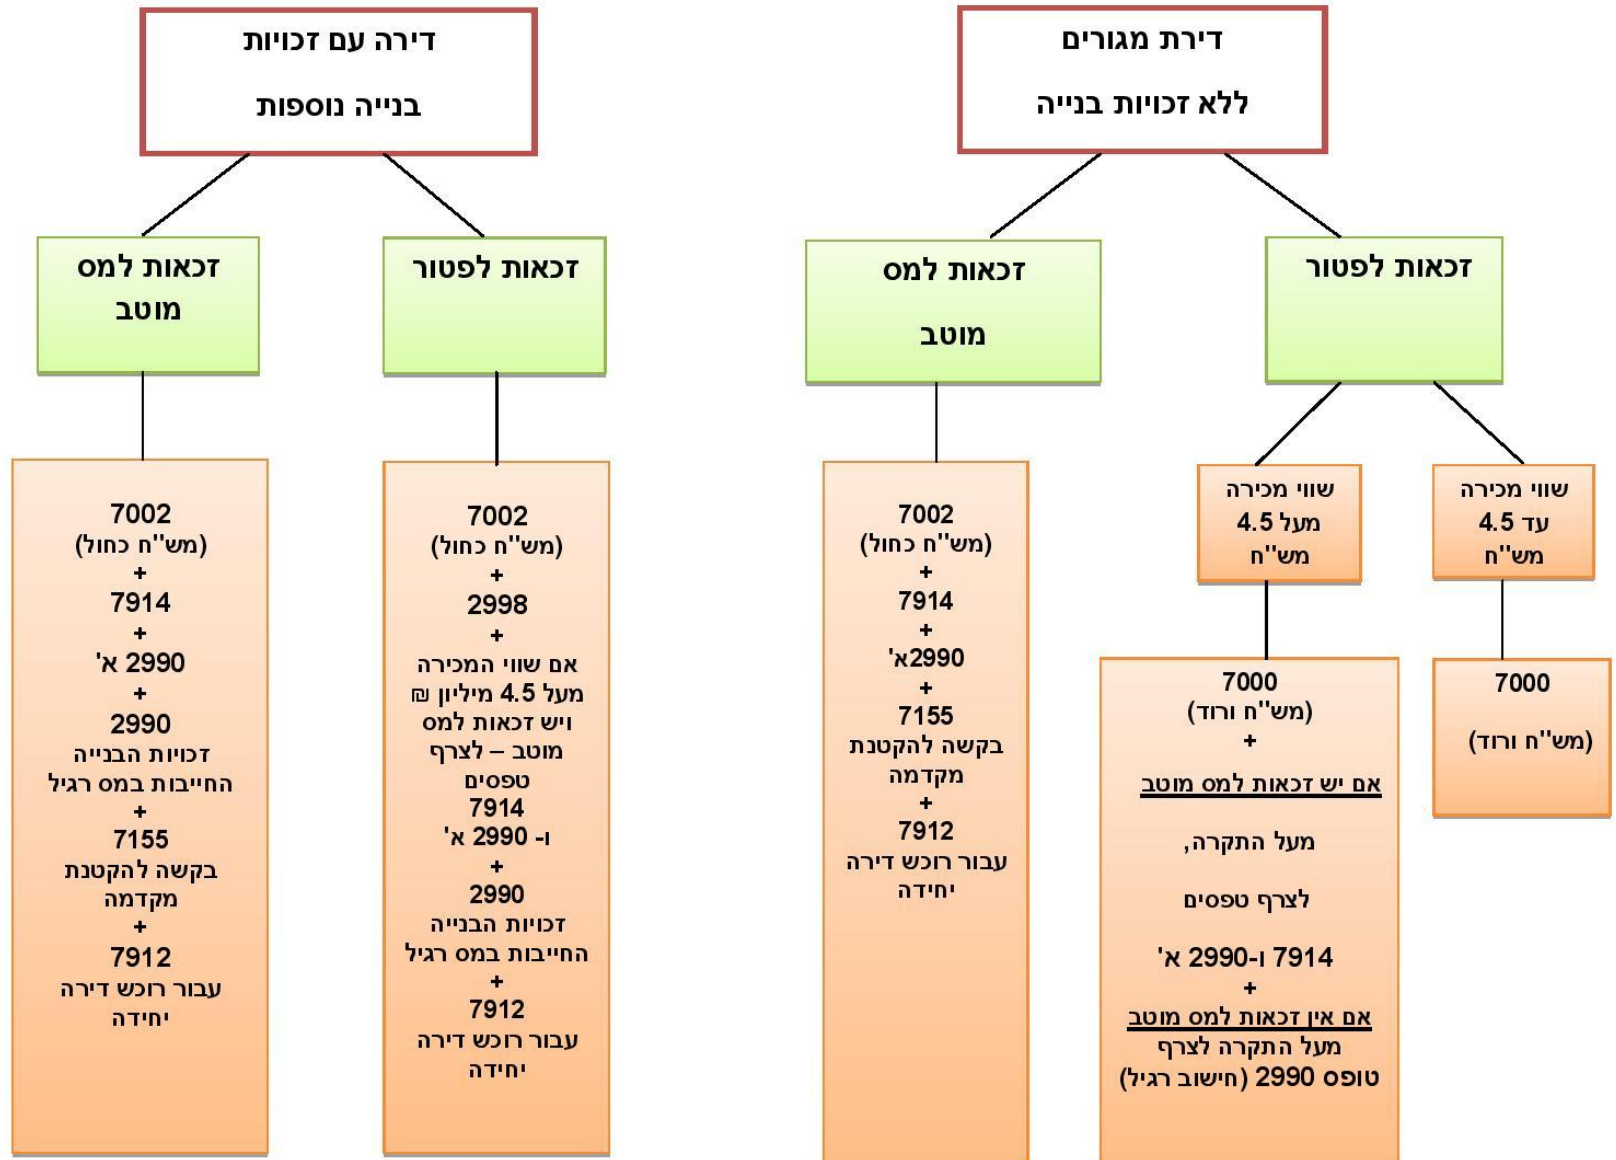 דירת מגורים
ללא זכויות בנייה
זכאות לפטור
שווי מכירה
עד 4.5
מש''ח
7000
(מש''ח ורוד)
שווי מכירה
מעל 4.5
מש''ח
7000
(מש''ח ורוד)
+
אם יש זכאות למס מוטב
מעל התקרה,
לצרף טפסים
7914 ו-2990 א'
+
אם אין זכאות למס מוטב
מעל התקרה לצרף
טופס 2990 (חישוב רגיל)
זכאות למס
מוטב
7002
(מש''ח כחול)
+
7914
+
2990א'
+
7155
בקשה להקטנת
מקדמה
+
7912
עבור רוכש דירה
יחידה
דירה עם זכויות
בנייה נוספות
זכאות לפטור
7002
(מש''ח כחול)
+
2998
+
אם שווי המכירה
מעל 4.5 מיליון ₪
ויש זכאות למס
מוטב – לצרף
טפסים
7914
ו- 2990 א'
+
2990
זכויות הבנייה
החייבות במס רגיל
+
7912
עבור רוכש דירה
יחידה
זכאות למס
מוטב
7002
(מש''ח כחול)
+
7914
+
2990 א'
+
2990
זכויות הבנייה
החייבות במס רגיל
+
7155
בקשה להקטנת
מקדמה
+
7912
עבור רוכש דירה
יחידה